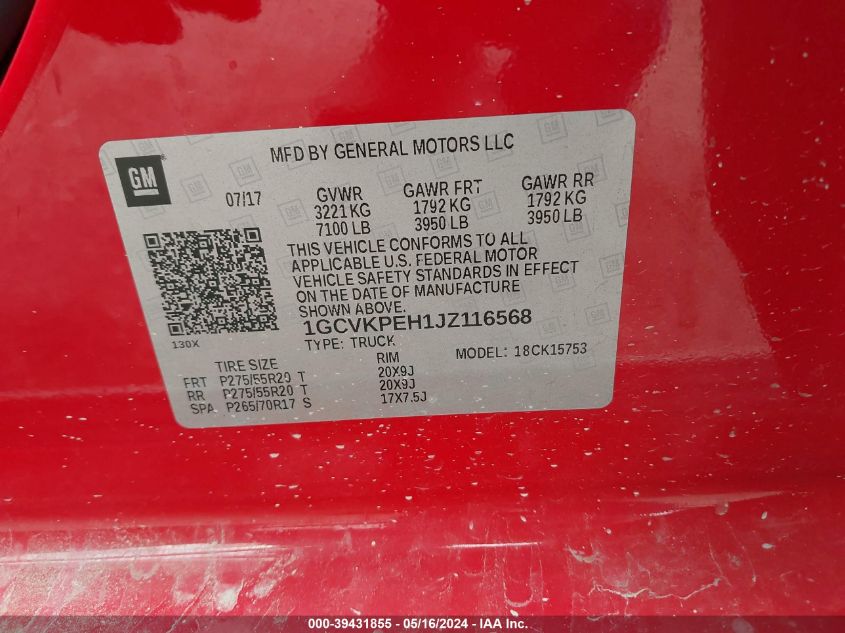 GM
MFD BY GENERAL MOTORS LLC
07/17
GVWR GAWR FRT GAWR RR
3221 KG 1792 KG 1792 KG
7100 LB 3950 LB 3950 LB
THIS VEHICLE CONFORMS TO ALL
APPLICABLE U.S. FEDERAL MOTOR
VEHICLE SAFETY STANDARDS IN EFFECT
ON THE DATE OF MANUFACTURE
SHOWN ABOVE.
1GCVKPEH1JZ116568
130X
TYPE: TRUCK MODEL: 18CK15753
TIRE SIZE RIM
FRT P275/55R20 T 20X9J
RR P275/55R20 T 20X9J
SPA P265/70R17 S 17X7.5J
000-39431855 / 05/16/2024 - IAA Inc.